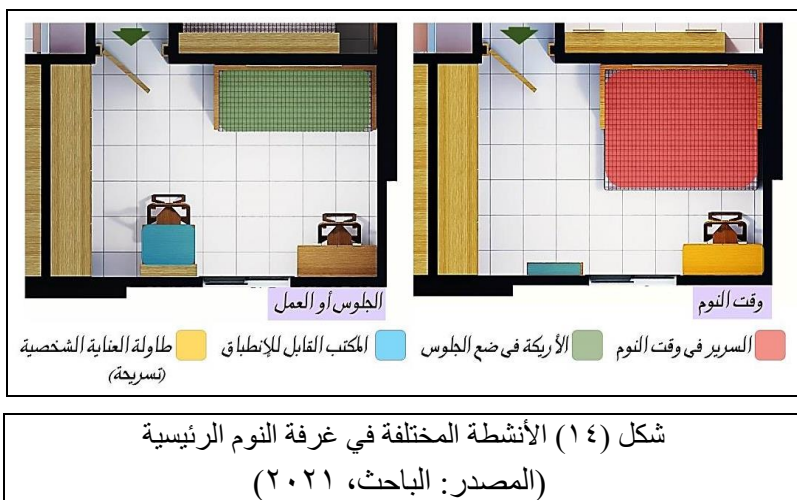 وقت النوم
الجلوس أو العمل
السرير فى وقت النوم
الأريكة فى ضع الجلوس
المكتب القابل للإنطباق
طاولة العناية الشخصية
(تسريحة)
شكل (١٤) الأنشطة المختلفة في غرفة النوم الرئيسية
(المصدر: الباحث، ٢٠٢١)